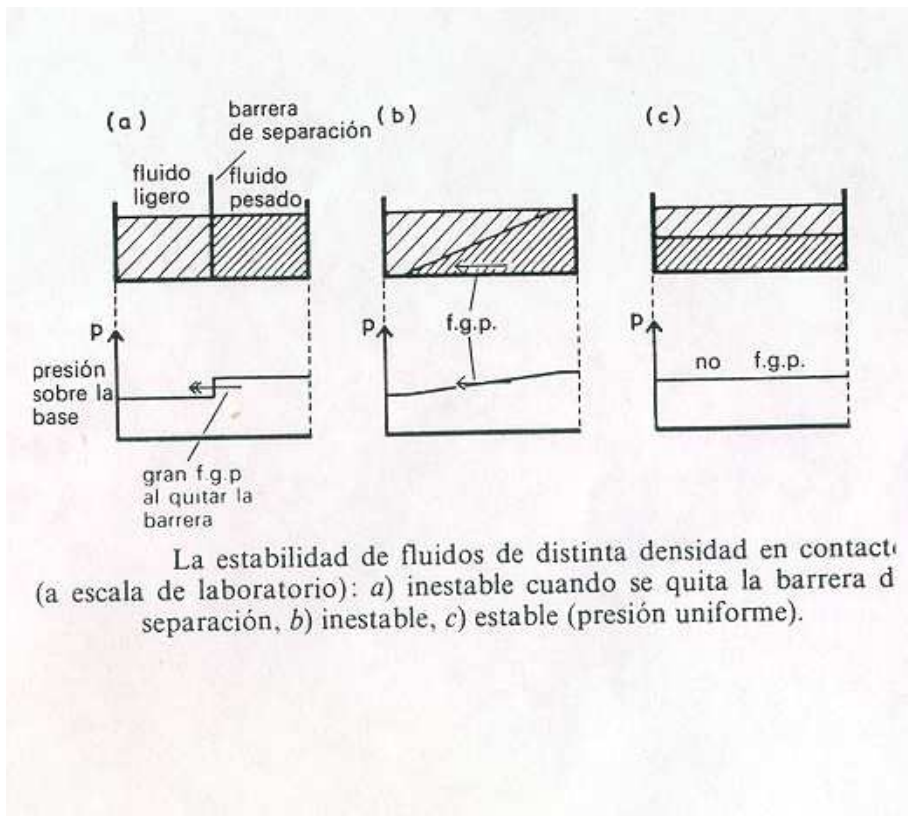 (a)
barrera
de separación
(b)
(c)
fluido
ligero
fluido
pesado
P
presión
sobre la
base
gran f.g.p
al quitar la
barrera
f.g.p.
P
P
no f.g.p.
La estabilidad de fluidos de distinta densidad en contact
(a escala de laboratorio): a) inestable cuando se quita la barrera d
separación, b) inestable, c) estable (presión uniforme).